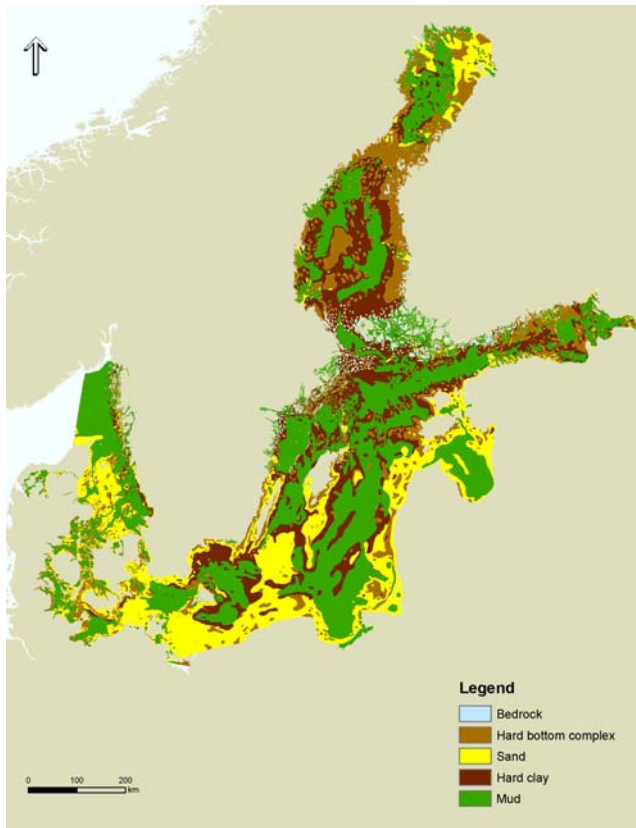 Legend
Bedrock
Hard bottom complex
Sand
Hard clay
Mud
0 100 200
km